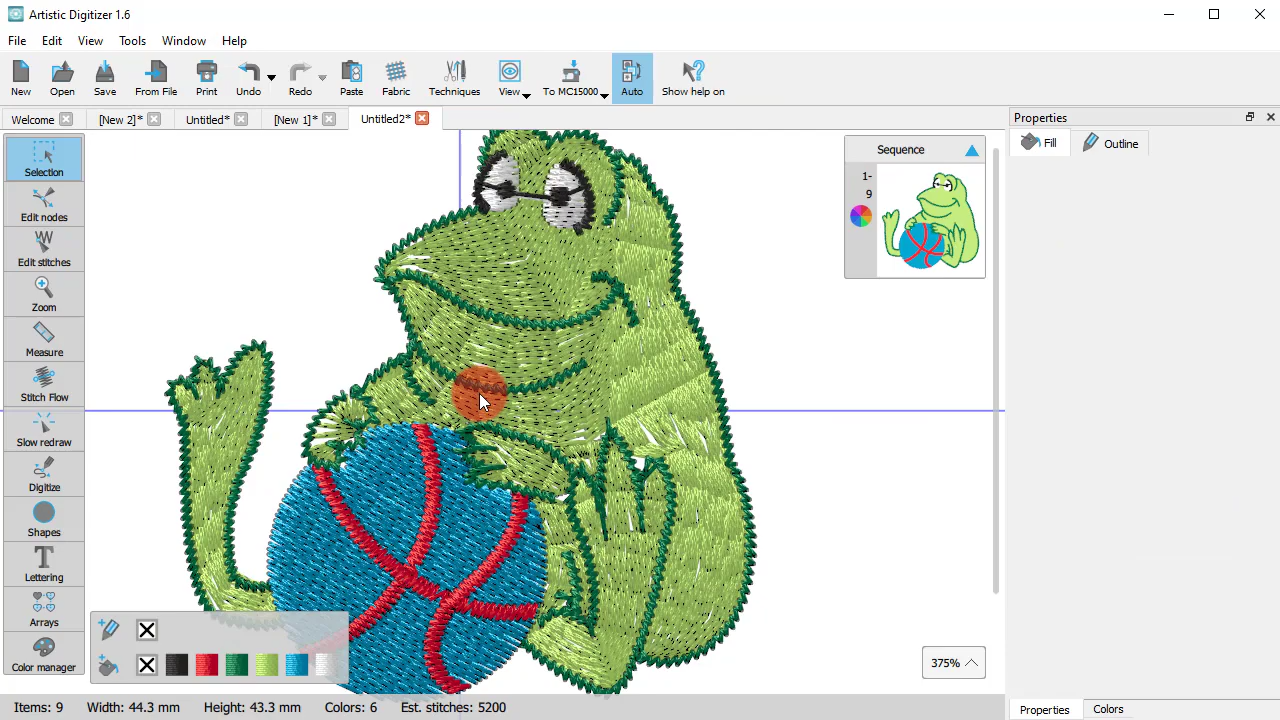 Artistic Digitizer 1.6
File Edit View Tools Window Help
New Open Save From File Print Undo Redo Paste Fabric Techniques View To MC15000 Auto Show help on
Welcome [New 2]* Untitled* [New 1]* Untitled2*
Properties
Fill Outline
Sequence
1-
9
Selection
Edit nodes
Edit stitches
Zoom
Measure
Stitch Flow
Slow redraw
Digitize
Shapes
Lettering
Arrays
Color manager
375%
Items: 9 Width: 44.3 mm Height: 43.3 mm Colors: 6 Est. stitches: 5200
Properties Colors